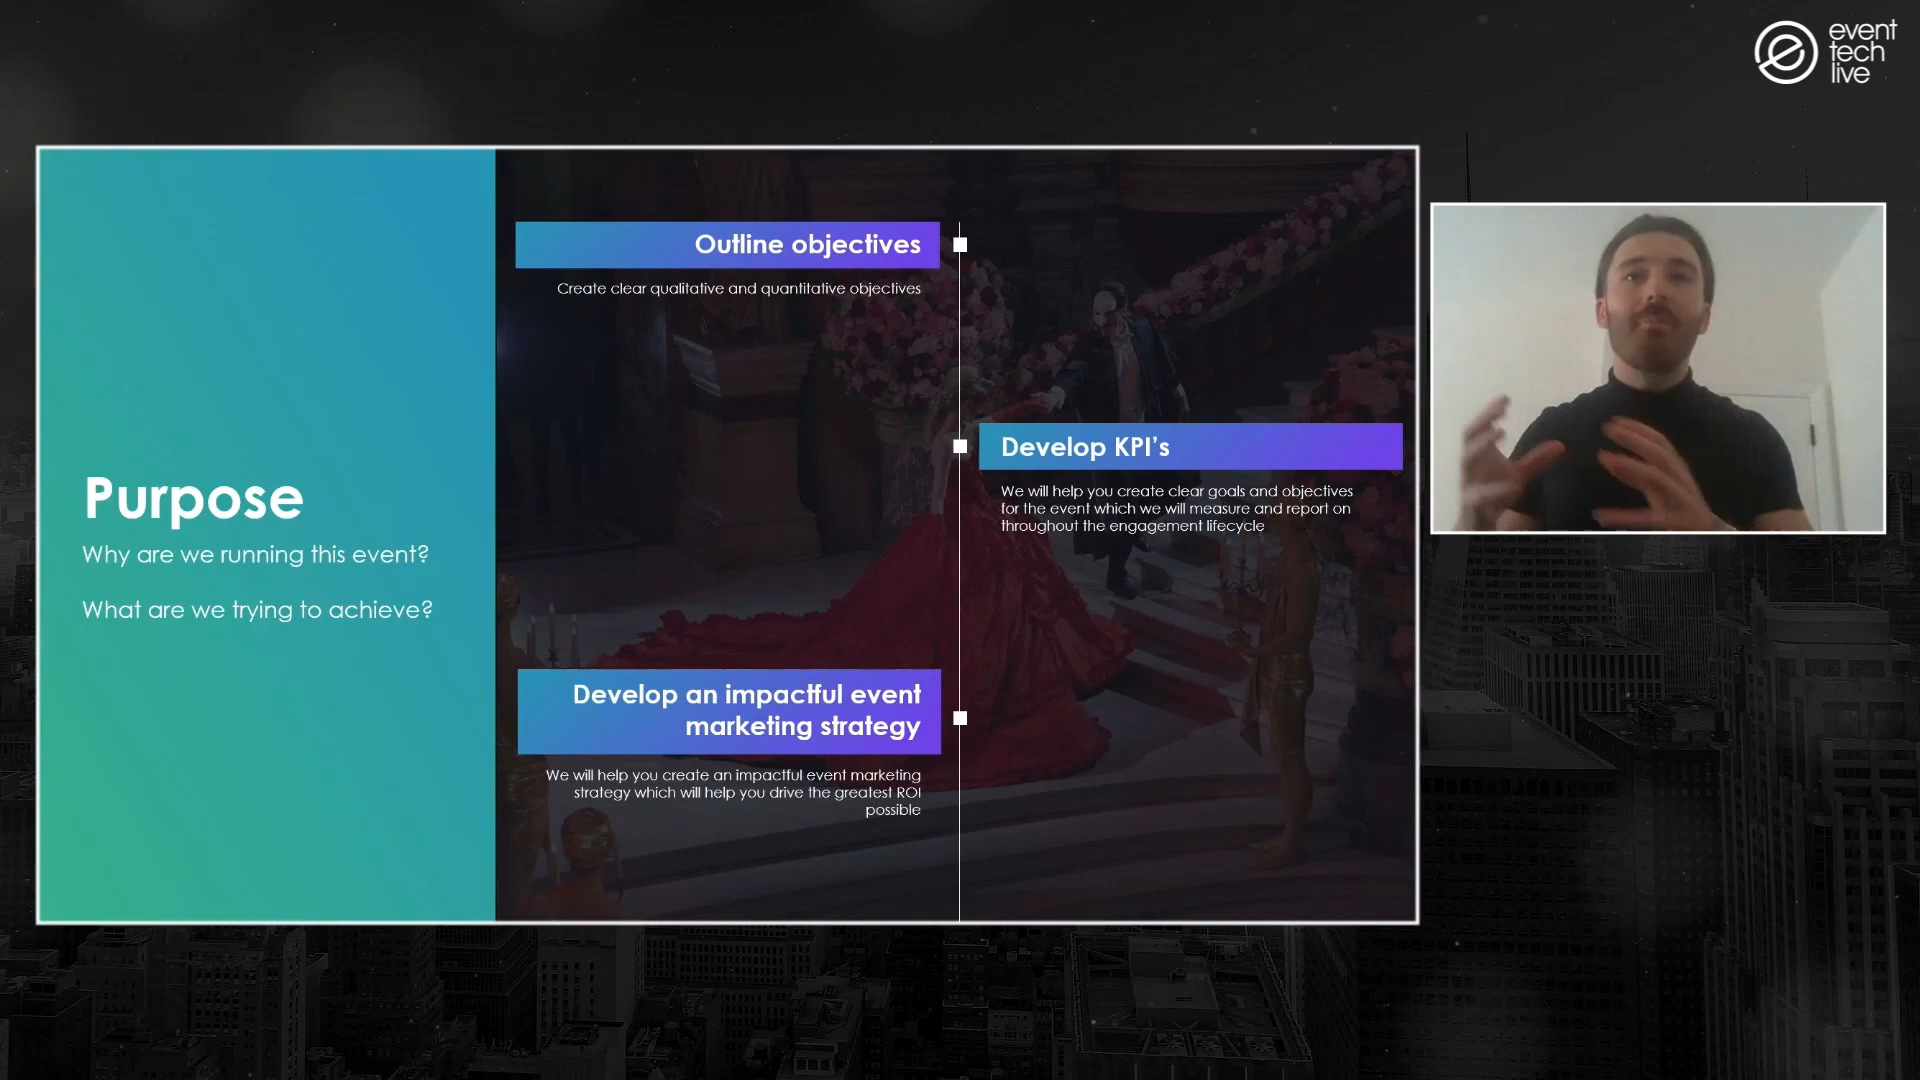 event
tech
live
Purpose
Why are we running this event?
What are we trying to achieve?
Outline objectives
Create clear qualitative and quantitative objectives
Develop KPI’s
We will help you create clear goals and objectives
for the event which we will measure and report on
throughout the engagement lifecycle
Develop an impactful event
marketing strategy
We will help you create an impactful event marketing
strategy which will help you drive the greatest ROI
possible